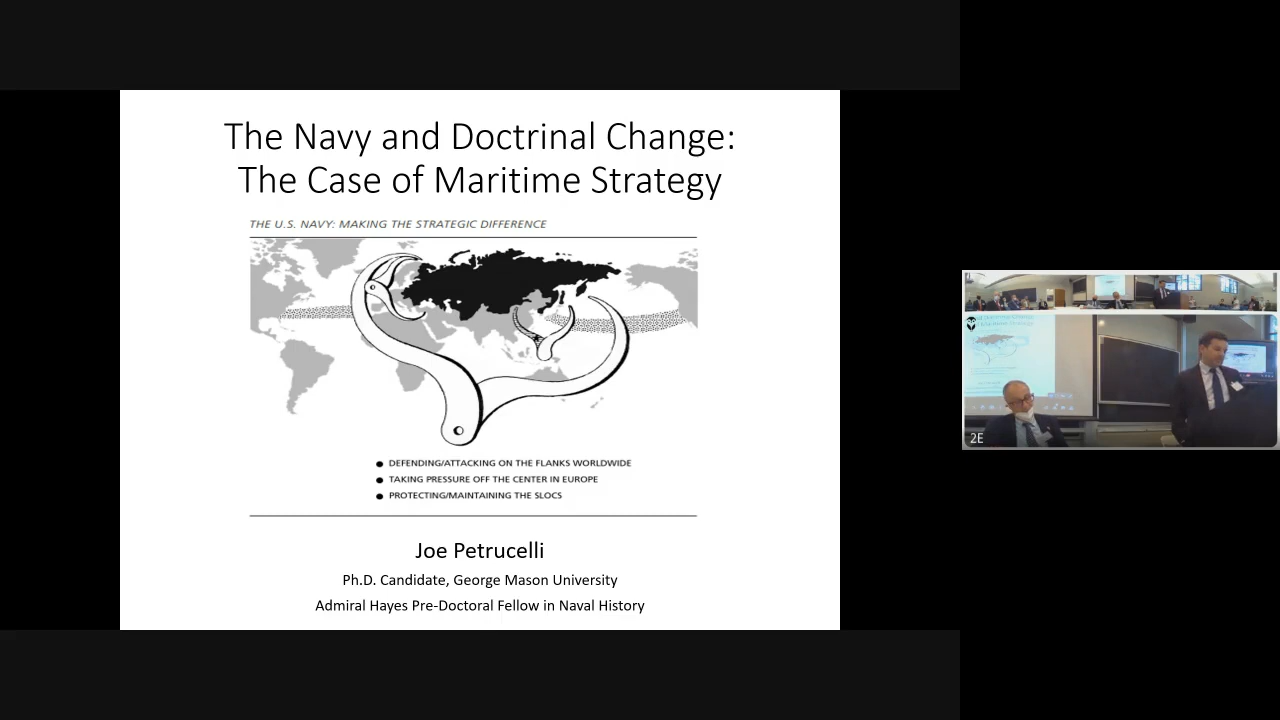 The Navy and Doctrinal Change:
The Case of Maritime Strategy
THE U.S. NAVY: MAKING THE STRATEGIC DIFFERENCE
● DEFENDING/ATTACKING ON THE FLANKS WORLDWIDE
● TAKING PRESSURE OFF THE CENTER IN EUROPE
● PROTECTING/MAINTAINING THE SLOCS
Joe Petrucelli
Ph.D. Candidate, George Mason University
Admiral Hayes Pre-Doctoral Fellow in Naval History
2E